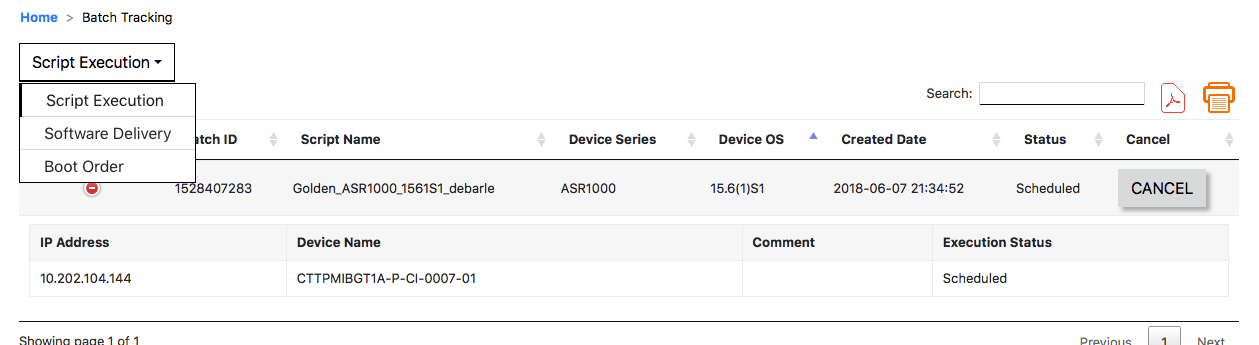 Home > Batch Tracking
Script Execution
Script Execution
Software Delivery
Boot Order
Search:
ID Script Name Device Series Device OS Created Date Status Cancel
1528407283 Golden_ASR1000_1561S1_debarle ASR1000 15.6(1)S1 2018-06-07 21:34:52 Scheduled CANCEL
IP Address Device Name Comment Execution Status
10.202.104.144 CTTPMIBGT1A-P-CI-0007-01 Scheduled
Showing page 1 of 1
Previous 1 Next